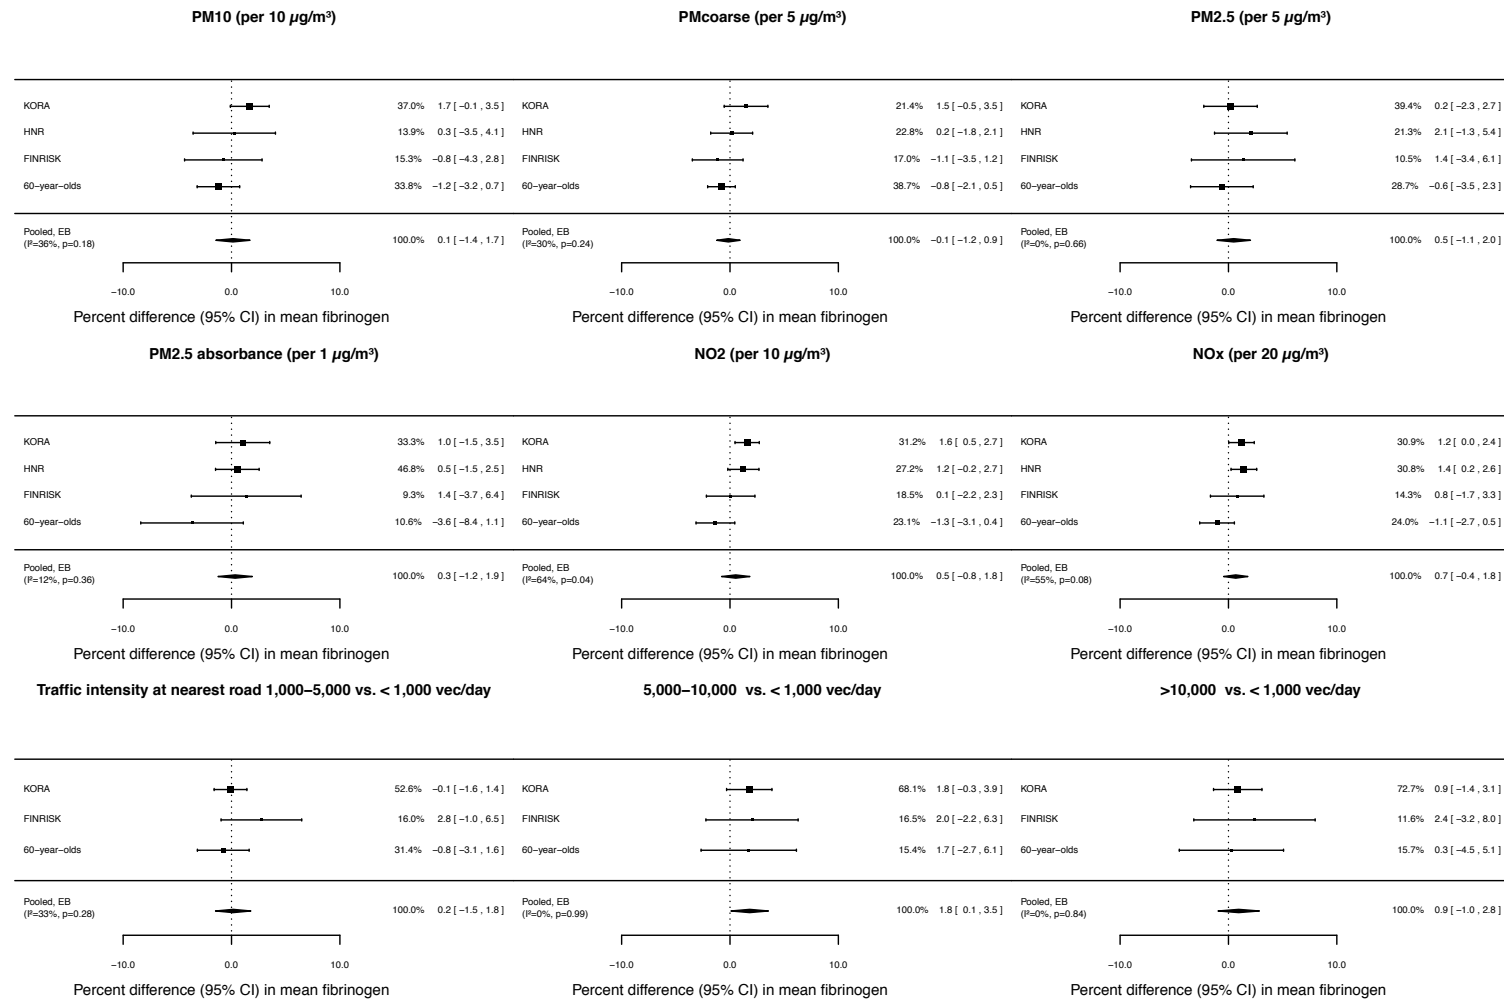 PM10 (per 10 µg/m³)
KORA 37.0% 1.7 [ −0.1 , 3.5 ]
HNR 13.9% 0.3 [ −3.5 , 4.1 ]
FINRISK 15.3% −0.8 [ −4.3 , 2.8 ]
60−year−olds 33.8% −1.2 [ −3.2 , 0.7 ]
Pooled, EB
(I²=36%, p=0.18) 100.0% 0.1 [ −1.4 , 1.7 ]
−10.0 0.0 10.0
Percent difference (95% CI) in mean fibrinogen
PMcoarse (per 5 µg/m³)
KORA 21.4% 1.5 [ −0.5 , 3.5 ]
HNR 22.8% 0.2 [ −1.8 , 2.1 ]
FINRISK 17.0% −1.1 [ −3.5 , 1.2 ]
60−year−olds 38.7% −0.8 [ −2.1 , 0.5 ]
Pooled, EB
(I²=30%, p=0.24) 100.0% −0.1 [ −1.2 , 0.9 ]
−10.0 0.0 10.0
Percent difference (95% CI) in mean fibrinogen
PM2.5 (per 5 µg/m³)
KORA 39.4% 0.2 [ −2.3 , 2.7 ]
HNR 21.3% 2.1 [ −1.3 , 5.4 ]
FINRISK 10.5% 1.4 [ −3.4 , 6.1 ]
60−year−olds 28.7% −0.6 [ −3.5 , 2.3 ]
Pooled, EB
(I²=0%, p=0.66) 100.0% 0.5 [ −1.1 , 2.0 ]
−10.0 0.0 10.0
Percent difference (95% CI) in mean fibrinogen
PM2.5 absorbance (per 1 µg/m³)
KORA 33.3% 1.0 [ −1.5 , 3.5 ]
HNR 46.8% 0.5 [ −1.5 , 2.5 ]
FINRISK 9.3% 1.4 [ −3.7 , 6.4 ]
60−year−olds 10.6% −3.6 [ −8.4 , 1.1 ]
Pooled, EB
(I²=12%, p=0.36) 100.0% 0.3 [ −1.2 , 1.9 ]
−10.0 0.0 10.0
Percent difference (95% CI) in mean fibrinogen
NO2 (per 10 µg/m³)
KORA 31.2% 1.6 [ 0.5 , 2.7 ]
HNR 27.2% 1.2 [ −0.2 , 2.7 ]
FINRISK 18.5% 0.1 [ −2.2 , 2.3 ]
60−year−olds 23.1% −1.3 [ −3.1 , 0.4 ]
Pooled, EB
(I²=64%, p=0.04) 100.0% 0.5 [ −0.8 , 1.8 ]
−10.0 0.0 10.0
Percent difference (95% CI) in mean fibrinogen
NOx (per 20 µg/m³)
KORA 30.9% 1.2 [ 0.0 , 2.4 ]
HNR 30.8% 1.4 [ 0.2 , 2.6 ]
FINRISK 14.3% 0.8 [ −1.7 , 3.3 ]
60−year−olds 24.0% −1.1 [ −2.7 , 0.5 ]
Pooled, EB
(I²=55%, p=0.08) 100.0% 0.7 [ −0.4 , 1.8 ]
−10.0 0.0 10.0
Percent difference (95% CI) in mean fibrinogen
Traffic intensity at nearest road 1,000−5,000 vs. < 1,000 vec/day
KORA 52.6% −0.1 [ −1.6 , 1.4 ]
FINRISK 16.0% 2.8 [ −1.0 , 6.5 ]
60−year−olds 31.4% −0.8 [ −3.1 , 1.6 ]
Pooled, EB
(I²=33%, p=0.28) 100.0% 0.2 [ −1.5 , 1.8 ]
−10.0 0.0 10.0
Percent difference (95% CI) in mean fibrinogen
5,000−10,000 vs. < 1,000 vec/day
KORA 68.1% 1.8 [ −0.3 , 3.9 ]
FINRISK 16.5% 2.0 [ −2.2 , 6.3 ]
60−year−olds 15.4% 1.7 [ −2.7 , 6.1 ]
Pooled, EB
(I²=0%, p=0.99) 100.0% 1.8 [ 0.1 , 3.5 ]
−10.0 0.0 10.0
Percent difference (95% CI) in mean fibrinogen
>10,000 vs. < 1,000 vec/day
KORA 72.7% 0.9 [ −1.4 , 3.1 ]
FINRISK 11.6% 2.4 [ −3.2 , 8.0 ]
60−year−olds 15.7% 0.3 [ −4.5 , 5.1 ]
Pooled, EB
(I²=0%, p=0.84) 100.0% 0.9 [ −1.0 , 2.8 ]
−10.0 0.0 10.0
Percent difference (95% CI) in mean fibrinogen